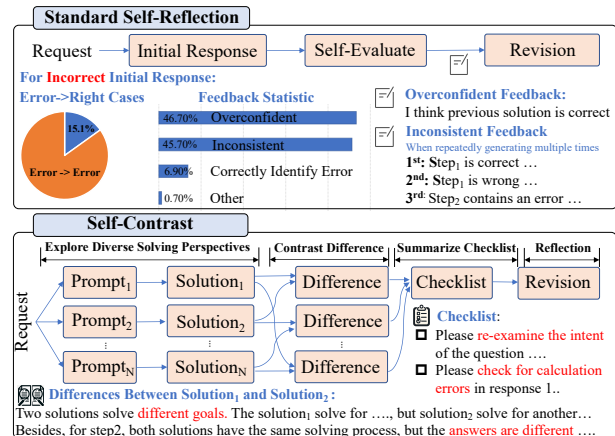 Standard Self-Reflection
Request
Initial Response
Self-Evaluate
Revision
For Incorrect Initial Response:
Error->Right Cases
15.1%
Error -> Error
Feedback Statistic
46.70% Overconfident
45.70% Inconsistent
6.90% Correctly Identify Error
0.70% Other
Overconfident Feedback:
I think previous solution is correct
Inconsistent Feedback
When repeatedly generating multiple times
1st: Step1 is correct …
2nd: Step1 is wrong …
3rd: Step2 contains an error …
Self-Contrast
Explore Diverse Solving Perspectives
Contrast Difference
Summarize Checklist
Reflection
Request
Prompt1
Solution1
Difference
Checklist
Revision
Prompt2
Solution2
Difference
⋮
⋮
⋮
PromptN
SolutionN
Difference
Checklist:
Please re-examine the intent
of the question ….
Please check for calculation
errors in response 1..
Differences Between Solution1 and Solution2 :
Two solutions solve different goals. The solution1 solve for …., but solution2 solve for another…
Besides, for step2, both solutions have the same solving process, but the answers are different ….